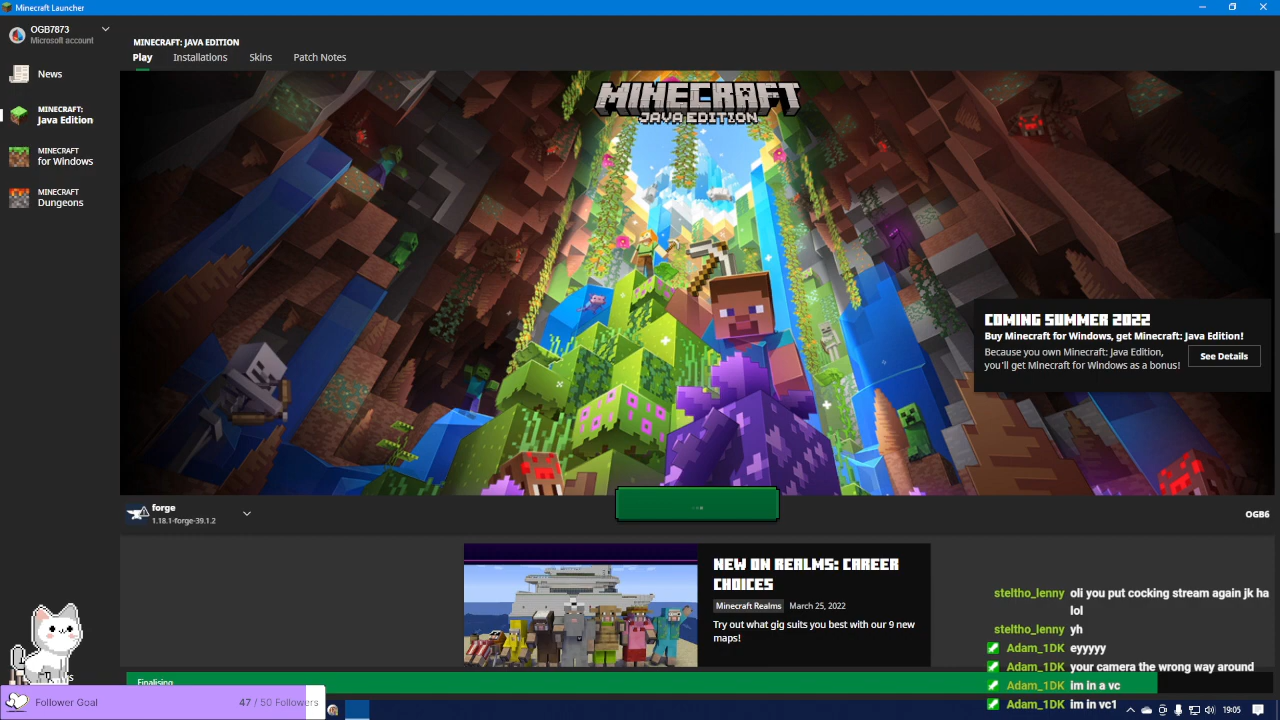 Minecraft Launcher
OGB7873
Microsoft account
News
MINECRAFT:
Java Edition
MINECRAFT
for Windows
MINECRAFT
Dungeons
MINECRAFT: JAVA EDITION
Play
Installations
Skins
Patch Notes
MINECRAFT
JAVA EDITION
COMING SUMMER 2022
Buy Minecraft for Windows, get Minecraft: Java Edition!
Because you own Minecraft: Java Edition,
you'll get Minecraft for Windows as a bonus!
See Details
forge
1.18.1-forge-39.1.2
OGB6
NEW ON REALMS: CAREER
CHOICES
Minecraft Realms March 25, 2022
Try out what gig suits you best with our 9 new
maps!
steltho_lenny oli you put cocking stream again jk ha
lol
steltho_lenny yh
Adam_1DK eyyyyy
Adam_1DK your camera the wrong way around
Adam_1DK im in a vc
Adam_1DK im in vc1
Finalising
Follower Goal
47 / 50 Followers
19:05